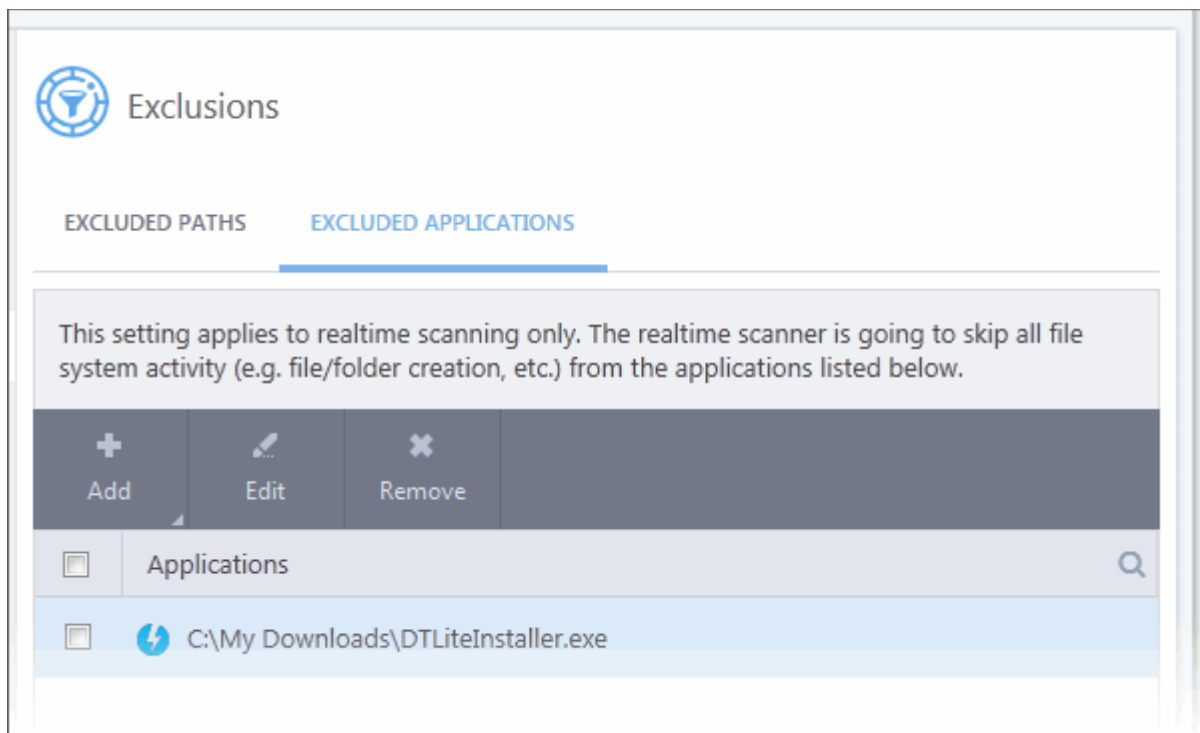 Exclusions
EXCLUDED PATHS EXCLUDED APPLICATIONS
This setting applies to realtime scanning only. The realtime scanner is going to skip all file
system activity (e.g. file/folder creation, etc.) from the applications listed below.
Add Edit Remove
Applications
C:\My Downloads\DTLiteInstaller.exe